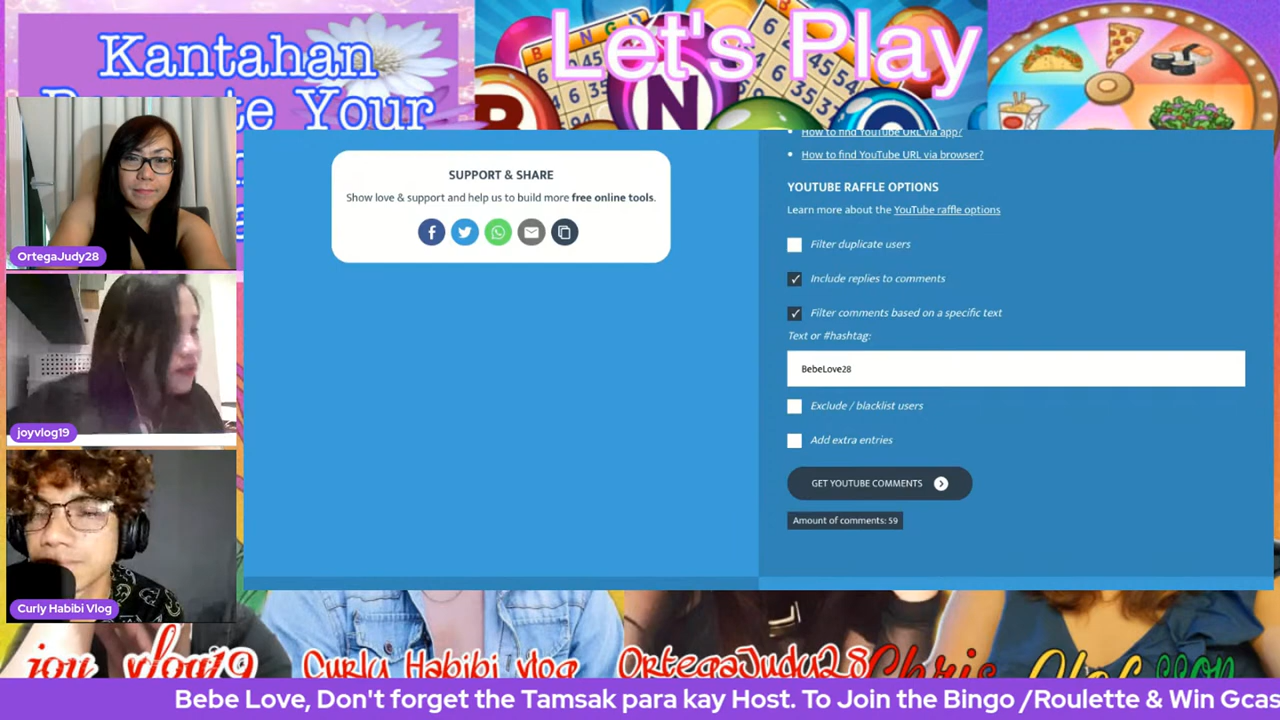 Kantahan
Let's Play
te Your
N
How to find YouTube URL via app?
How to find YouTube URL via browser?
SUPPORT & SHARE
Show love & support and help us to build more free online tools.
YOUTUBE RAFFLE OPTIONS
Learn more about the YouTube raffle options
Filter duplicate users
Include replies to comments
Filter comments based on a specific text
Text or #hashtag:
BebeLove28
Exclude / blacklist users
Add extra entries
GET YOUTUBE COMMENTS
Amount of comments: 59
OrtegaJudy28
joyvlog19
Curly Habibi Vlog
joy vlog19
Curly Habibi vlog
OrtegaJudy28
Chris
Bebe Love, Don't forget the Tamsak para kay Host. To Join the Bingo /Roulette & Win Gcas